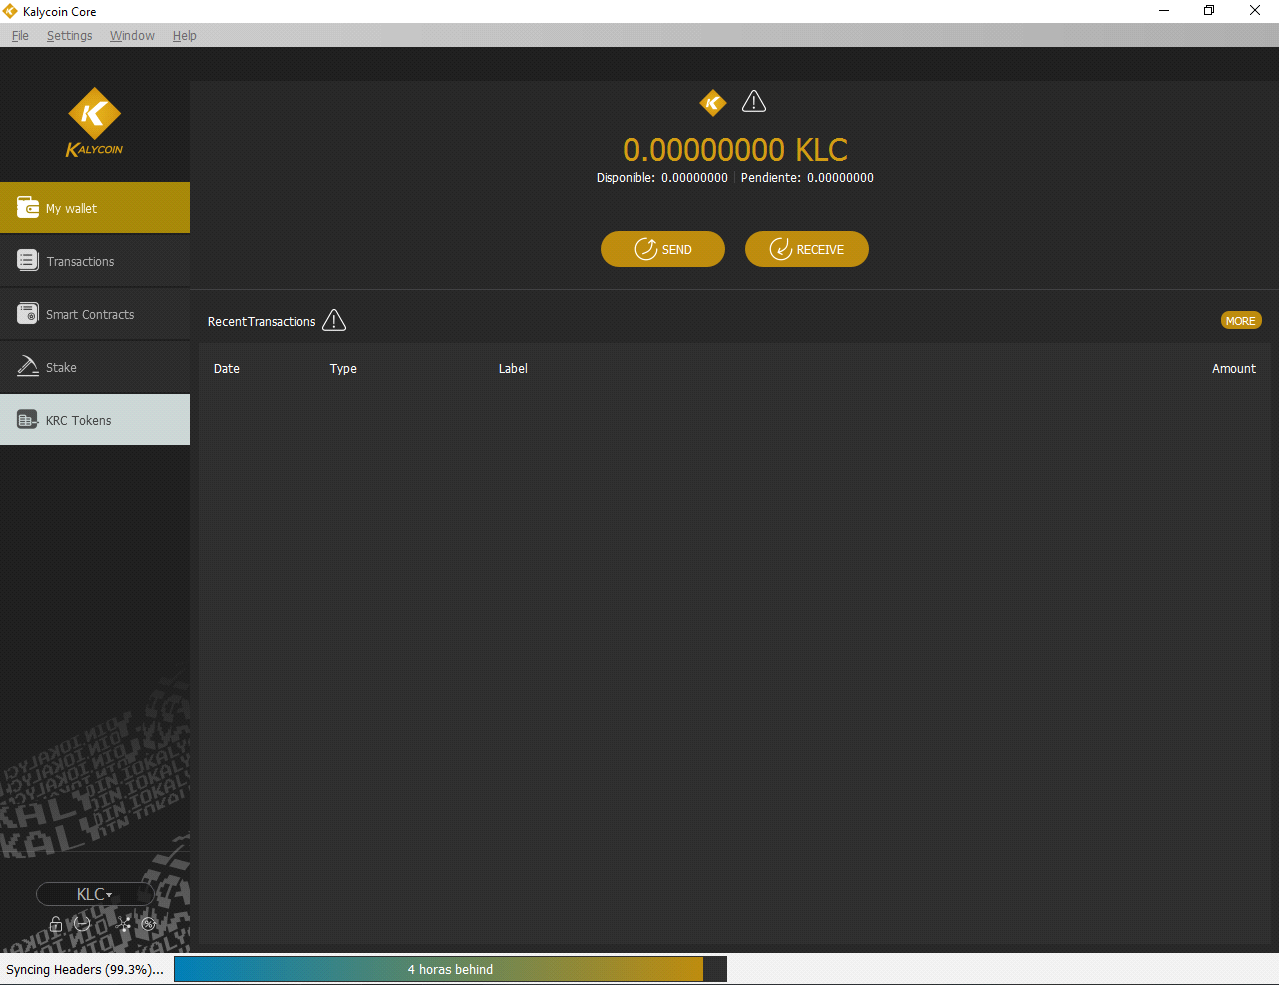 Kalycoin Core
File Settings Window Help
KALYCOIN
My wallet
Transactions
Smart Contracts
Stake
KRC Tokens
KLC
0.00000000 KLC
Disponible: 0.00000000 Pendiente: 0.00000000
SEND RECEIVE
RecentTransactions MORE
Date Type Label Amount
Syncing Headers (99.3%)... 4 horas behind